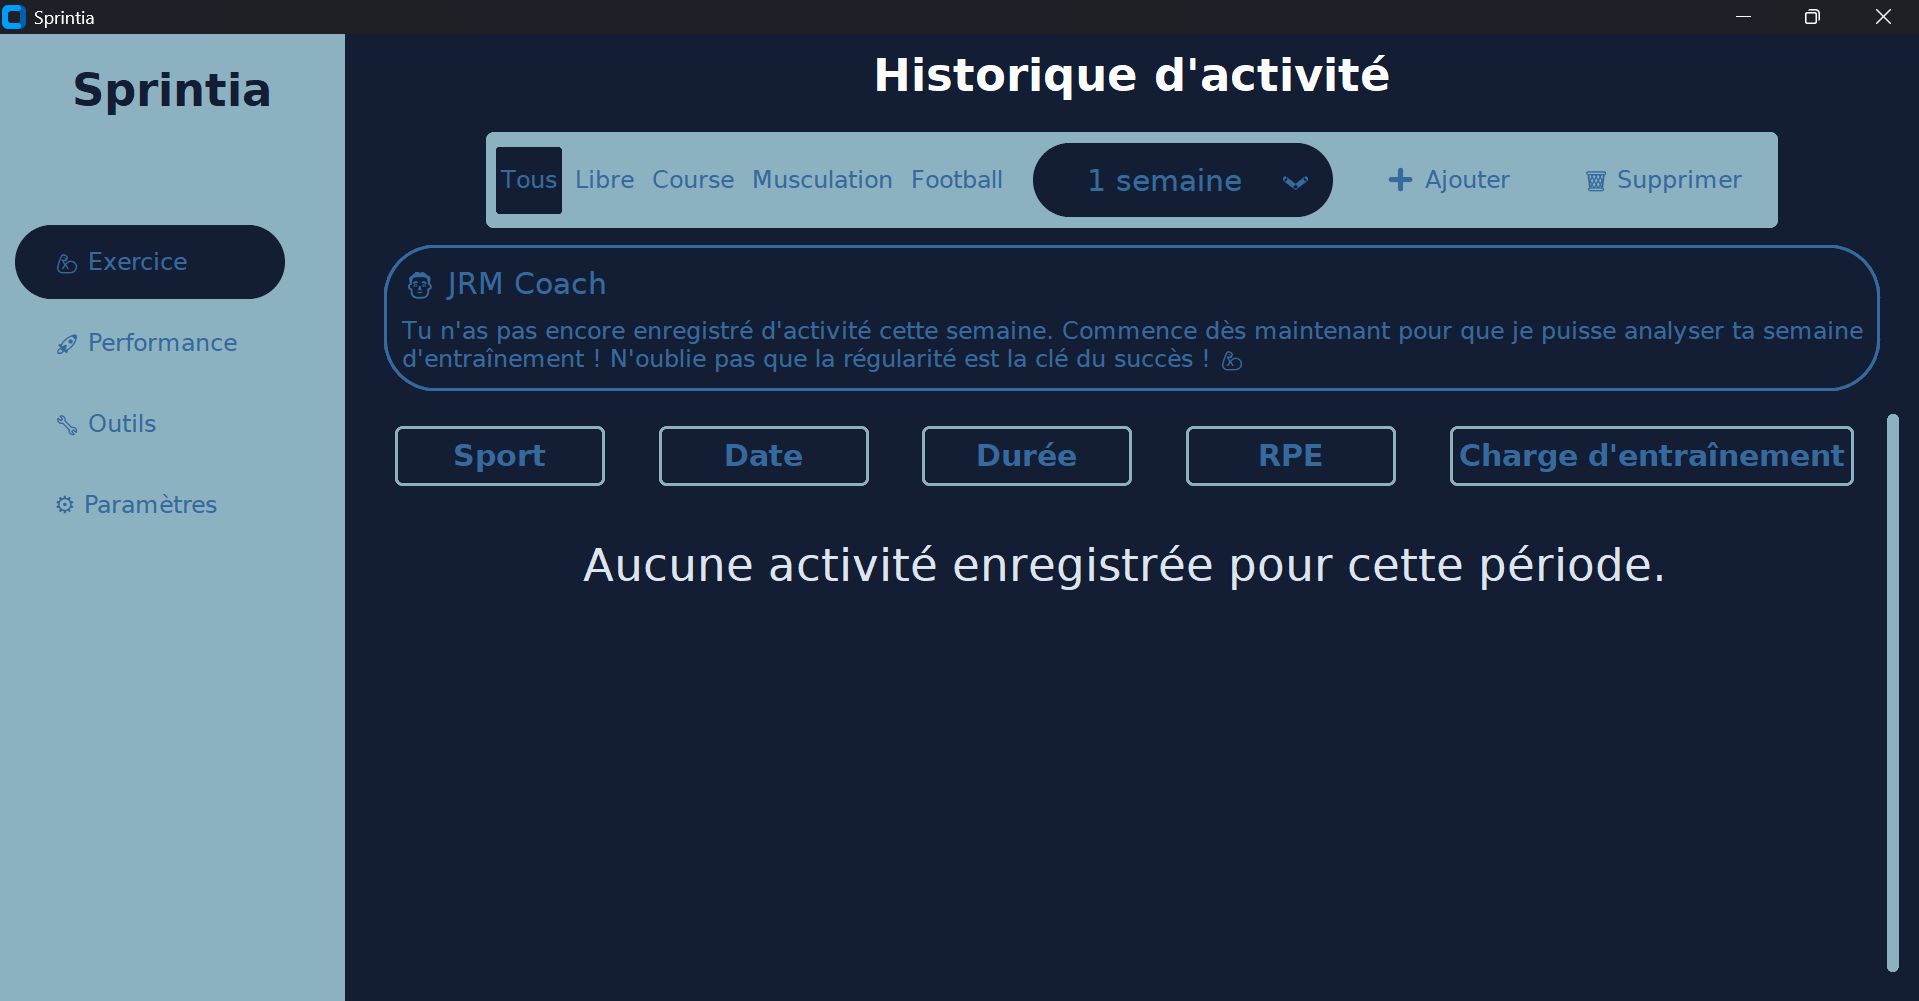 Sprintia
Sprintia
💪 Exercice
🚀 Performance
🔧 Outils
⚙ Paramètres
Historique d'activité
Tous Libre Course Musculation Football 1 semaine ➕ Ajouter 🗑 Supprimer
JRM Coach
Tu n'as pas encore enregistré d'activité cette semaine. Commence dès maintenant pour que je puisse analyser ta semaine
d'entraînement ! N'oublie pas que la régularité est la clé du succès ! 💪
Sport Date Durée RPE Charge d'entraînement
Aucune activité enregistrée pour cette période.